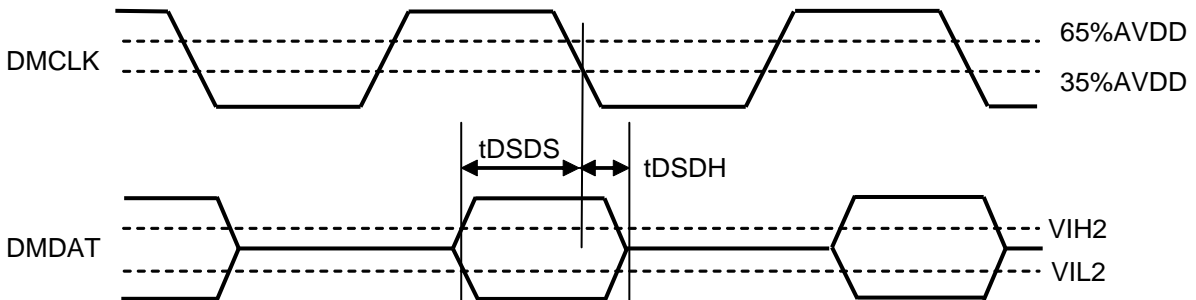 65%AVDD
DMCLK
35%AVDD
tDSDS
tDSDH
VIH2
DMDAT
VIL2